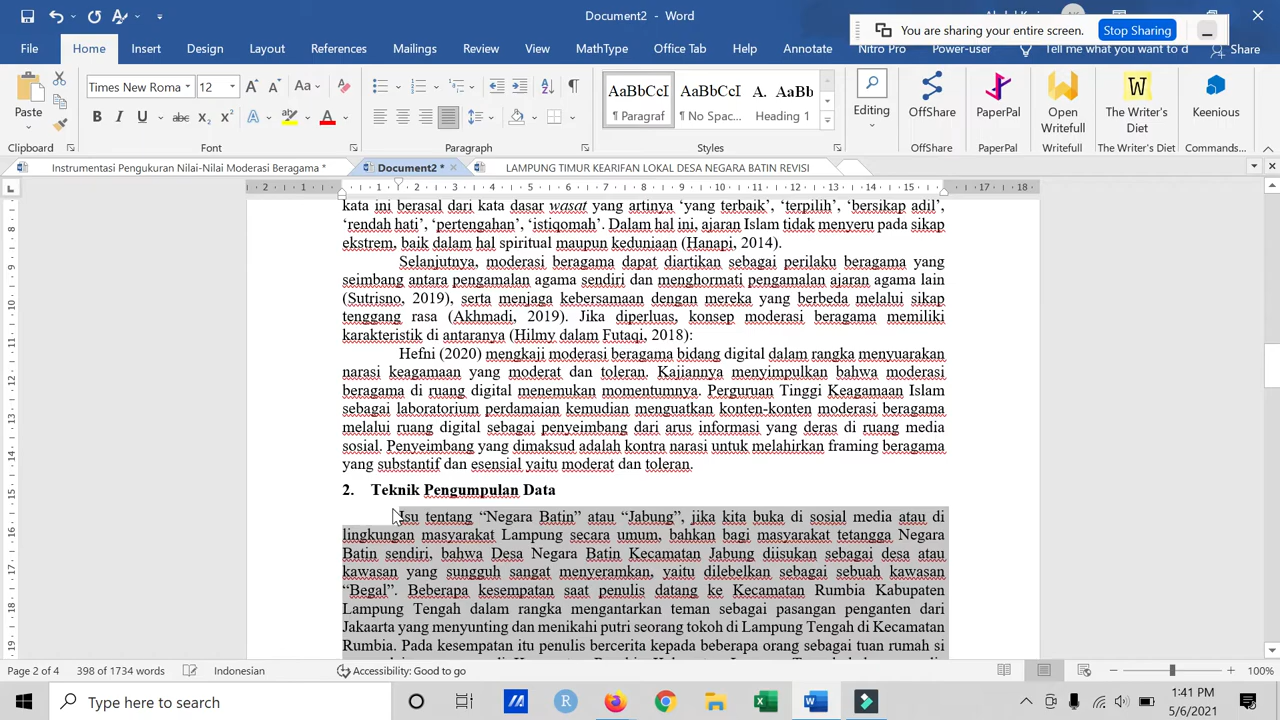 Document2 - Word
You are sharing your entire screen.
Stop Sharing
File
Home
Insert
Design
Layout
References
Mailings
Review
View
MathType
Office Tab
Help
Annotate
Nitro Pro
Power-user
Tell me what you want to d
Share
Paste
Clipboard
Times New Roma
12
Font
Paragraph
AaBbCcI
¶ Paragraf
AaBbCcI
¶ No Spac...
A. AaBb
Heading 1
Styles
Editing
OffShare
OffShare
PaperPal
PaperPal
Open
Writefull
Writefull
The Writer's
Diet
The Writer's Diet
Keenious
Commands...
Instrumentasi Pengukuran Nilai-Nilai Moderasi Beragama *
Document2 *
LAMPUNG TIMUR KEARIFAN LOKAL DESA NEGARA BATIN REVISI
kata ini berasal dari kata dasar wasat yang artinya ‘yang terbaik’, ‘terpilih’, ‘bersikap adil’,
‘rendah hati’, ‘pertengahan’, ‘istiqomah’. Dalam hal ini, ajaran Islam tidak menyeru pada sikap
ekstrem, baik dalam hal spiritual maupun keduniaan (Hanapi, 2014).
Selanjutnya, moderasi beragama dapat diartikan sebagai perilaku beragama yang
seimbang antara pengamalan agama sendiri dan menghormati pengamalan ajaran agama lain
(Sutrisno, 2019), serta menjaga kebersamaan dengan mereka yang berbeda melalui sikap
tenggang rasa (Akhmadi, 2019). Jika diperluas, konsep moderasi beragama memiliki
karakteristik di antaranya (Hilmy dalam Futaqi, 2018):
Hefni (2020) mengkaji moderasi beragama bidang digital dalam rangka menyuarakan
narasi keagamaan yang moderat dan toleran. Kajiannya menyimpulkan bahwa moderasi
beragama di ruang digital menemukan momentumnya. Perguruan Tinggi Keagamaan Islam
sebagai laboratorium perdamaian kemudian menguatkan konten-konten moderasi beragama
melalui ruang digital sebagai penyeimbang dari arus informasi yang deras di ruang media
sosial. Penyeimbang yang dimaksud adalah kontra narasi untuk melahirkan framing beragama
yang substantif dan esensial yaitu moderat dan toleran.
2. Teknik Pengumpulan Data
Isu tentang “Negara Batin” atau “Jabung”, jika kita buka di sosial media atau di
lingkungan masyarakat Lampung secara umum, bahkan bagi masyarakat tetangga Negara
Batin sendiri, bahwa Desa Negara Batin Kecamatan Jabung diisukan sebagai desa atau
kawasan yang sungguh sangat menyeramkan, yaitu dilebelkan sebagai sebuah kawasan
“Begal”. Beberapa kesempatan saat penulis datang ke Kecamatan Rumbia Kabupaten
Lampung Tengah dalam rangka mengantarkan teman sebagai pasangan penganten dari
Jakaarta yang menyunting dan menikahi putri seorang tokoh di Lampung Tengah di Kecamatan
Rumbia. Pada kesempatan itu penulis bercerita kepada beberapa orang sebagai tuan rumah si
Page 2 of 4
398 of 1734 words
Indonesian
Accessibility: Good to go
100%
Type here to search
1:41 PM
5/6/2021